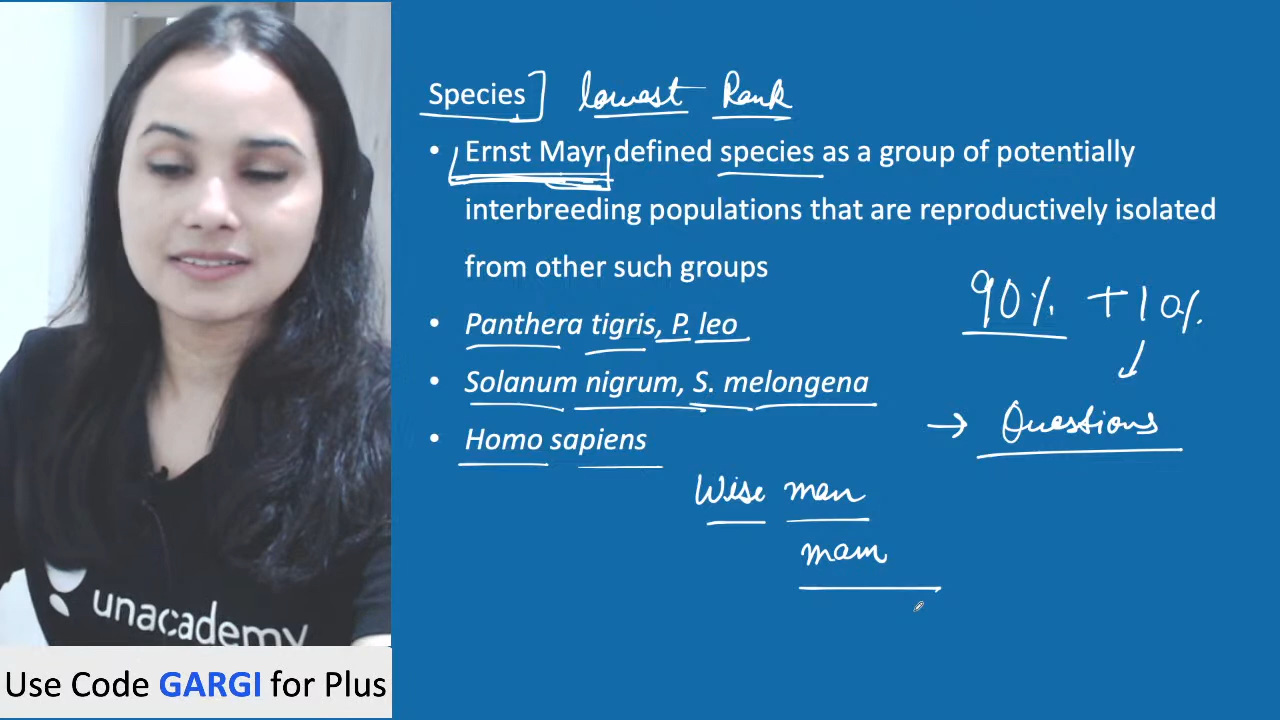 Species] lowest Rank
• Ernst Mayr defined species as a group of potentially
interbreeding populations that are reproductively isolated
from other such groups
• Panthera tigris, P. leo
90% + 10%
• Solanum nigrum, S. melongena
→ Questions
• Homo sapiens
Wise man
mam
unacademy
Use Code GARGI for Plus